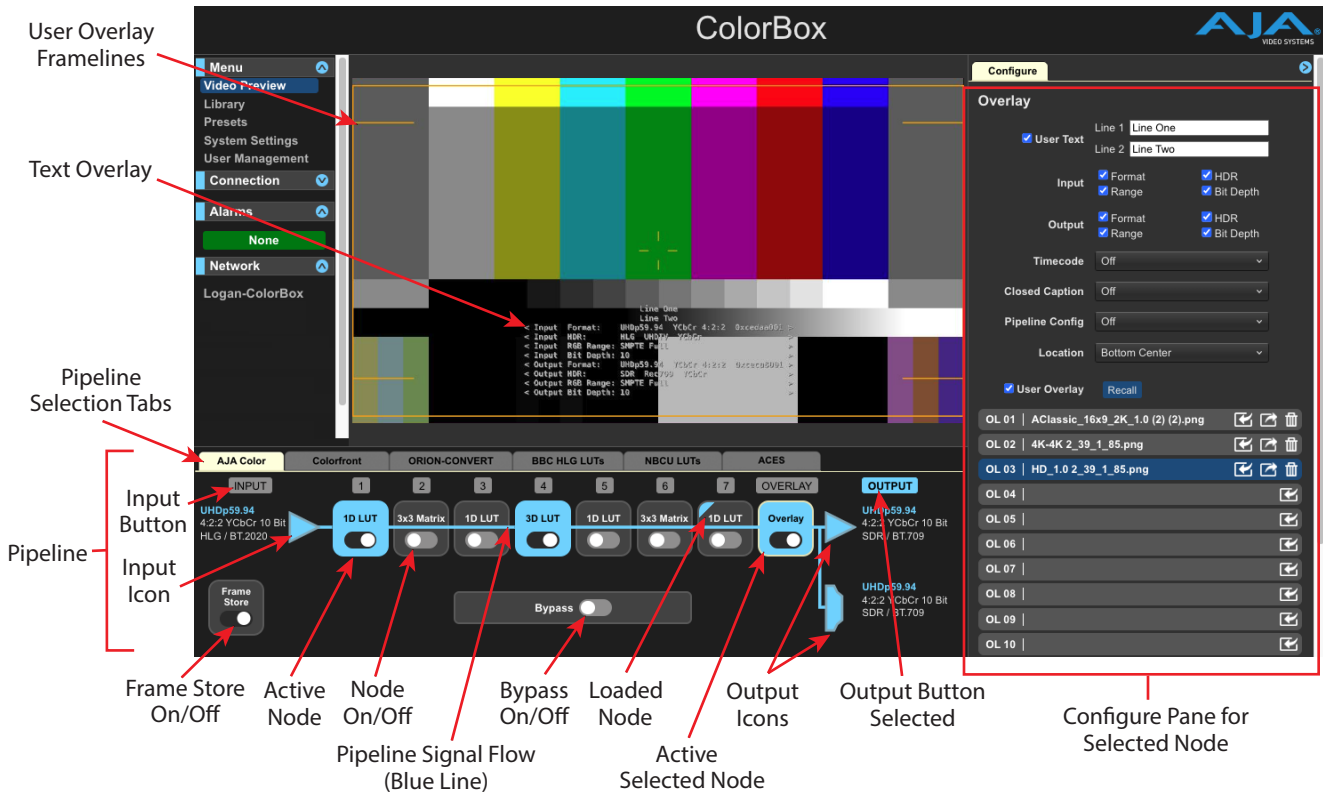 ColorBox
AJA
VIDEO SYSTEMS
User Overlay
Framelines
Text Overlay
Pipeline
Selection Tabs
Pipeline
Input
Button
Input
Icon
Menu
Video Preview
Library
Presets
System Settings
User Management
Connection
Alarms
None
Network
Logan-ColorBox
Line One
Line Two
< Input Format: UHDp59.94 YCbCr 4:2:2 >
< Input HDR: HLG UHDTV YCbCr >
< Input RGB Range: SMPTE Full >
< Input Bit Depth: 10 >
< Output Format: UHDp59.94 YCbCr 4:2:2 >
< Output HDR: SDR Rec709 YCbCr >
< Output RGB Range: SMPTE Full >
< Output Bit Depth: 10 >
Configure
Overlay
User Text
Line 1 Line One
Line 2 Line Two
Input
Format HDR
Range Bit Depth
Output
Format HDR
Range Bit Depth
Timecode Off
Closed Caption Off
Pipeline Config Off
Location Bottom Center
User Overlay Recall
OL 01 | AClassic_16x9_2K_1.0 (2) (2).png
OL 02 | 4K-4K 2_39_1_85.png
OL 03 | HD_1.0 2_39_1_85.png
OL 04 |
OL 05 |
OL 06 |
OL 07 |
OL 08 |
OL 09 |
OL 10 |
AJA Color Colorfront ORION-CONVERT BBC HLG LUTs NBCU LUTs ACES
INPUT 1 2 3 4 5 6 7 OVERLAY OUTPUT
UHDp59.94
4:2:2 YCbCr 10 Bit
HLG / BT.2020
1D LUT 3x3 Matrix 1D LUT 3D LUT 1D LUT 3x3 Matrix 1D LUT Overlay
UHDp59.94
4:2:2 YCbCr 10 Bit
SDR / BT.709
Frame
Store
Bypass
UHDp59.94
4:2:2 YCbCr 10 Bit
SDR / BT.709
Frame Store
On/Off
Active
Node
Node
On/Off
Pipeline Signal Flow
(Blue Line)
Bypass
On/Off
Loaded
Node
Active
Selected Node
Output
Icons
Output Button
Selected
Configure Pane for
Selected Node